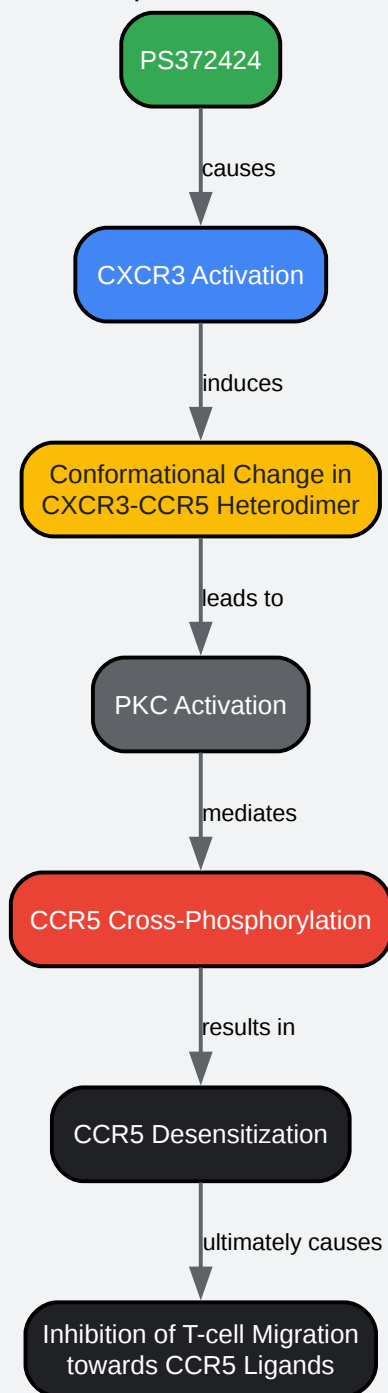 PS372424
causes
CXCR3 Activation
induces
Conformational Change in
CXCR3-CCR5 Heterodimer
leads to
PKC Activation
mediates
CCR5 Cross-Phosphorylation
results in
CCR5 Desensitization
ultimately causes
Inhibition of T-cell Migration
towards CCR5 Ligands